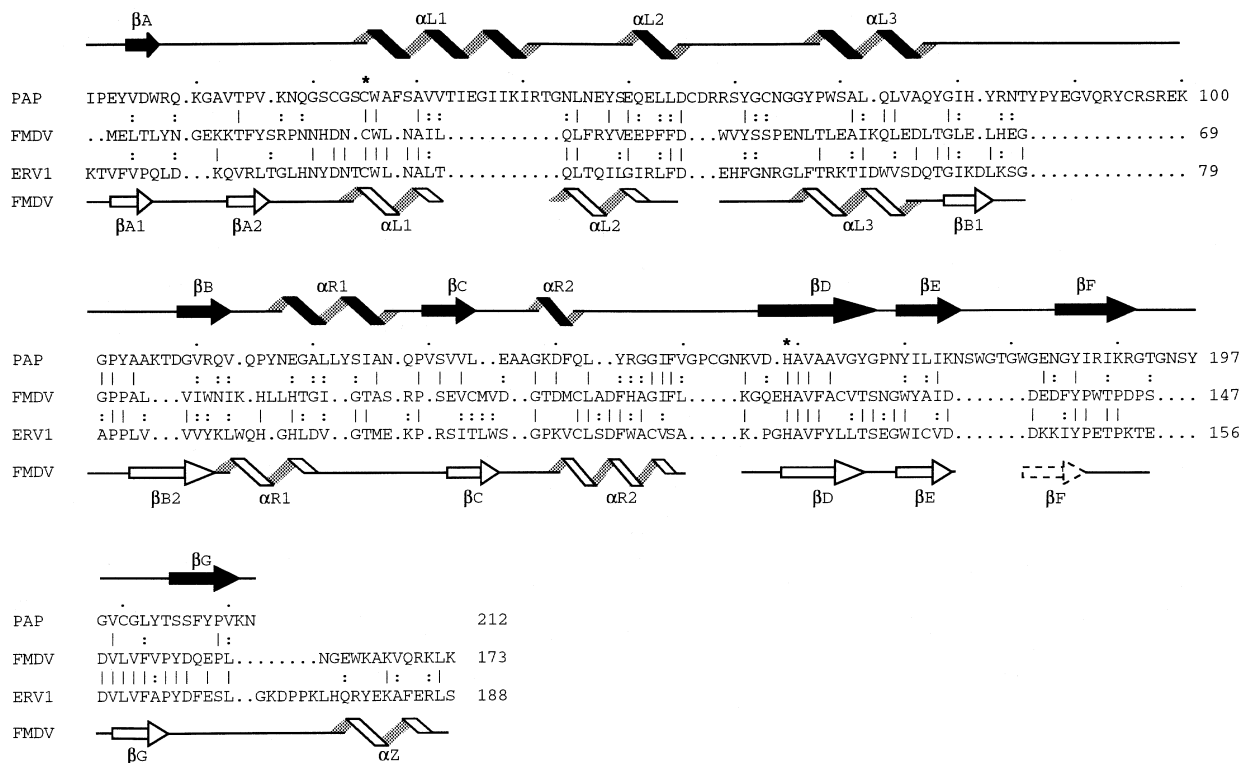 βA αL1 αL2 αL3
*
PAP IPEYVDWRQ.KGAVTPV.KNQGSCGSCWAFSAVVTIEGIIKIRTGNLNEYSEQELLDCDRRSYGCNGGYPWSAL.QLVAQYGIH.YRNTYPYEGVQRYCRSREK 100
FMDV ..MELTLYN.GEKKTFYSRPNNHDN.CWL.NAIL...........QLFRYVEEPFFD...WVYSSPENLTLEAIKQLEDLTGLE.LHEG............... 69
ERV1 KTVFVPQLD...KQVRLTGLHNYDNTCWL.NALT...........QLTQILGIRLFD...EHFGNRGLFTRKTIDWVSDQTGIKDLKSG............... 79
FMDV
βA1 βA2 αL1 αL2 αL3 βB1
βB αR1 βC αR2 βD βE βF
*
PAP GPYAAKTDGVRQV.QPYNEGALLYSIAN.QPVSVVL..EAAGKDFQL..YRGGIFVGPCGNKVD.HAVAAVGYGPNYILIKNSWGTGWGENGYIRIKRGTGNSY 197
FMDV GPPAL...VIWNIK.HLLHTGI..GTAS.RP.SEVCMVD..GTDMCLADFHAGIFL.....KGQEHAVFACVTSNGWYAID.......DEDFYPWTPDPS.... 147
ERV1 APPLV...VVYKLWQH.GHLDV..GTME.KP.RSITLWS..GPKVCLSDFWACVSA.....K.PGHAVFYLLTSEGWICVD.......DKKIYPETPKTE.... 156
FMDV
βB2 αR1 βC αR2 βD βE βF
βG
PAP GVCGLYTSSFYPVKN 212
FMDV DVLVFVPYDQEPL........NGEWKAKVQRKLK 173
ERV1 DVLVFAPYDFESL..GKDPPKLHQRYEKAFERLS 188
FMDV
βG αZ